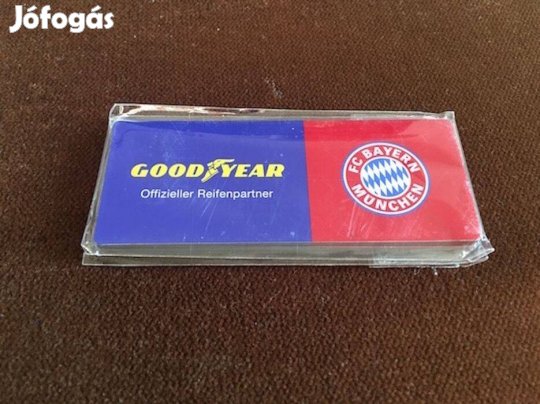 Jófogás
GOODYEAR
Offizieller Reifenpartner
FC BAYERN
MÜNCHEN